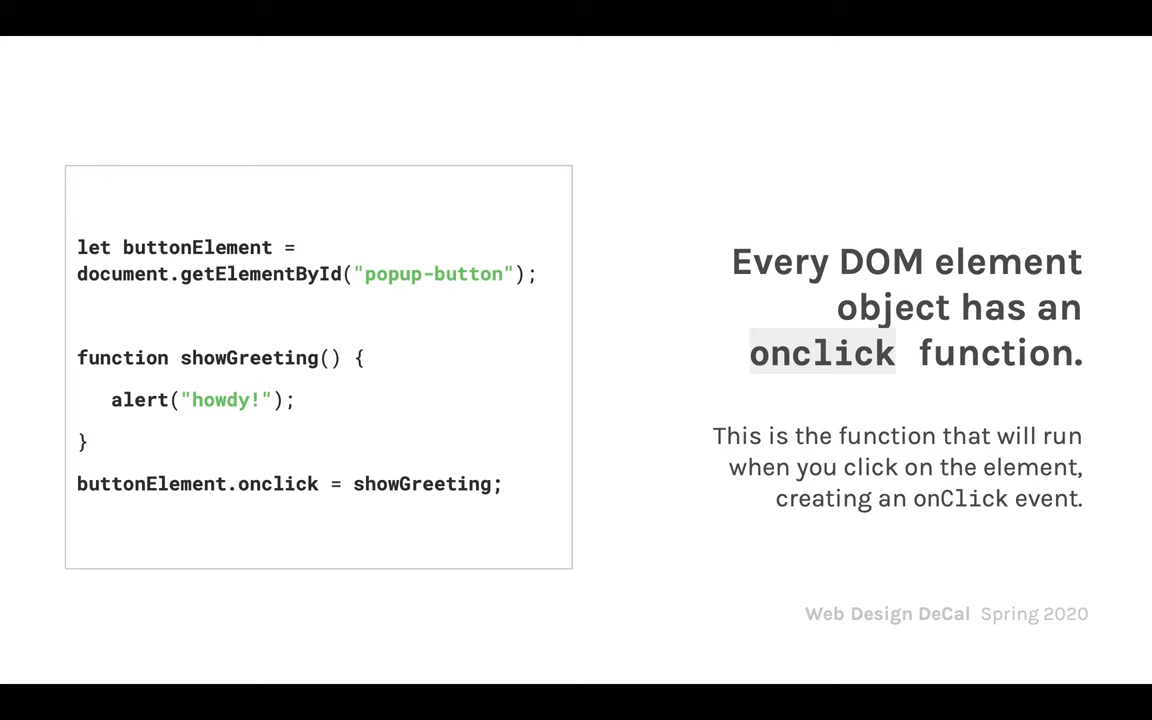 let buttonElement =
document.getElementById("popup-button");
function showGreeting() {
alert("howdy!");
}
buttonElement.onclick = showGreeting;
Every DOM element
object has an
onclick function.
This is the function that will run
when you click on the element,
creating an onClick event.
Web Design DeCal Spring 2020